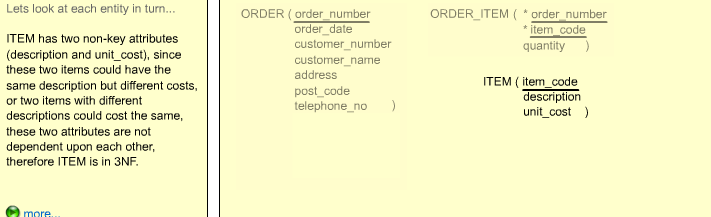 Lets look at each entity in turn...
ITEM has two non-key attributes
(description and unit_cost), since
these two items could have the
same description but different costs,
or two items with different
descriptions could cost the same,
these two attributes are not
dependent upon each other,
therefore ITEM is in 3NF.
more...
ORDER ( order_number
order_date
customer_number
customer_name
address
post_code
telephone_no )
ORDER_ITEM ( * order_number
* item_code
quantity )
ITEM ( item_code
description
unit_cost )